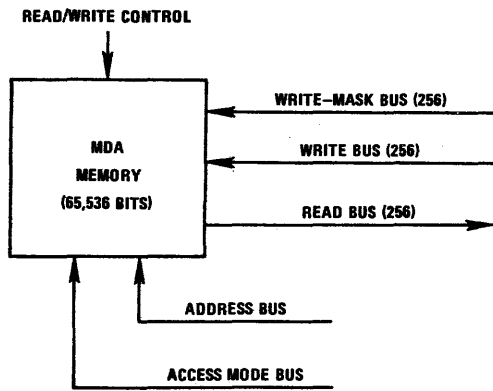 READ/WRITE CONTROL
WRITE–MASK BUS (256)
MDA
MEMORY
(65,536 BITS)
WRITE BUS (256)
READ BUS (256)
ADDRESS BUS
ACCESS MODE BUS